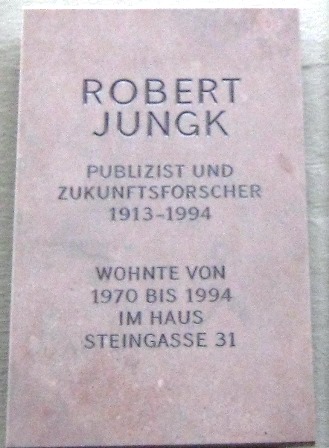 ROBERT
JUNGK
PUBLIZIST UND
ZUKUNFTSFORSCHER
1913-1994
WOHNTE VON
1970 BIS 1994
IM HAUS
STEINGASSE 31